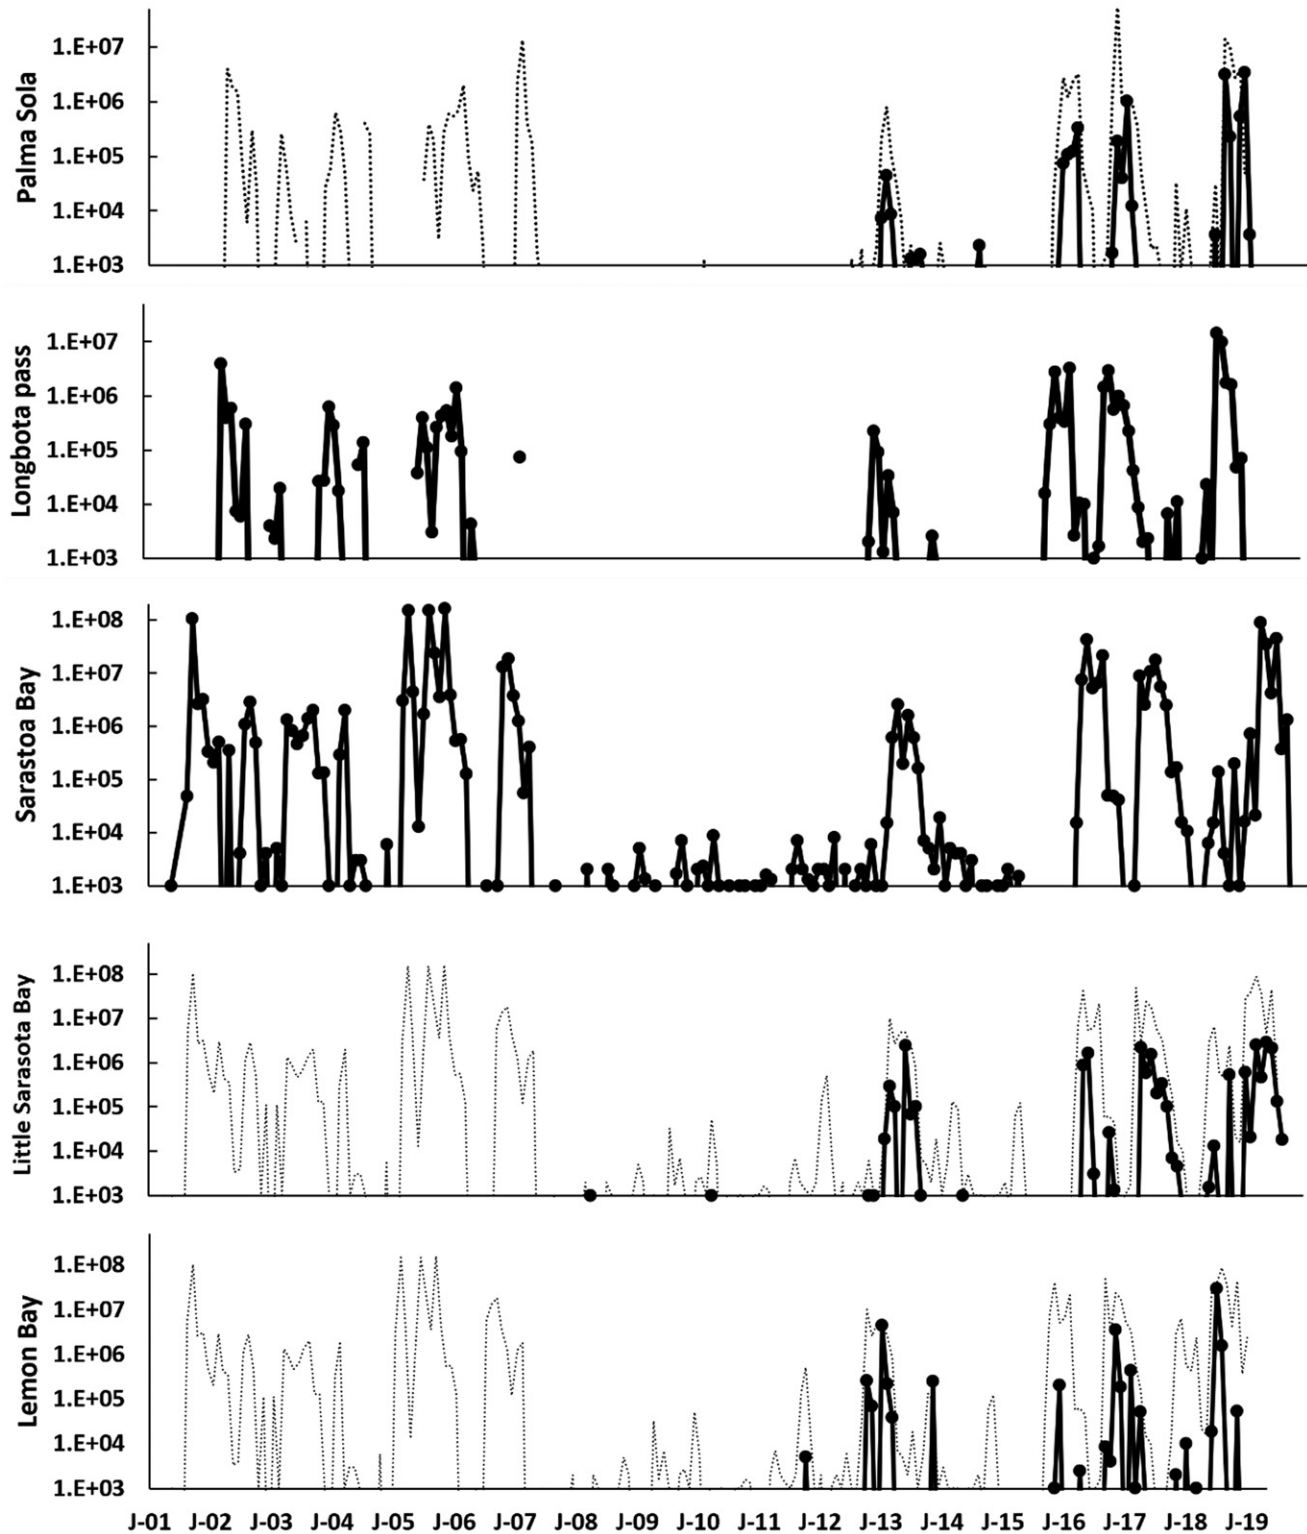 Palma Sola
1.E+07
1.E+06
1.E+05
1.E+04
1.E+03
Longbota pass
1.E+07
1.E+06
1.E+05
1.E+04
1.E+03
Sarastoa Bay
1.E+08
1.E+07
1.E+06
1.E+05
1.E+04
1.E+03
Little Sarasota Bay
1.E+08
1.E+07
1.E+06
1.E+05
1.E+04
1.E+03
Lemon Bay
1.E+08
1.E+07
1.E+06
1.E+05
1.E+04
1.E+03
J-01 J-02 J-03 J-04 J-05 J-06 J-07 J-08 J-09 J-10 J-11 J-12 J-13 J-14 J-15 J-16 J-17 J-18 J-19